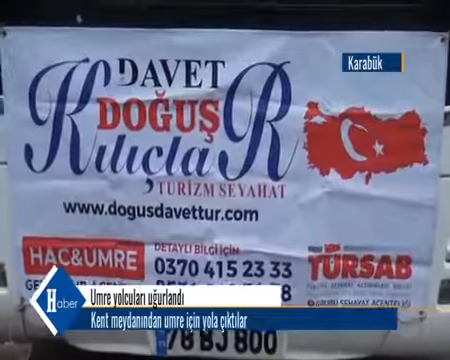 Karabük
DAVET
DOĞUŞ
KılıçlaR
TURİZM SEYAHAT
www.dogusdavettur.com
HAC&UMRE
DETAYLI BİLGİ İÇİN
0370 415 23 33
TÜRSAB
Haber
Umre yolcuları uğurlandı
Kent meydanından umre için yola çıktılar
78 BJ 800